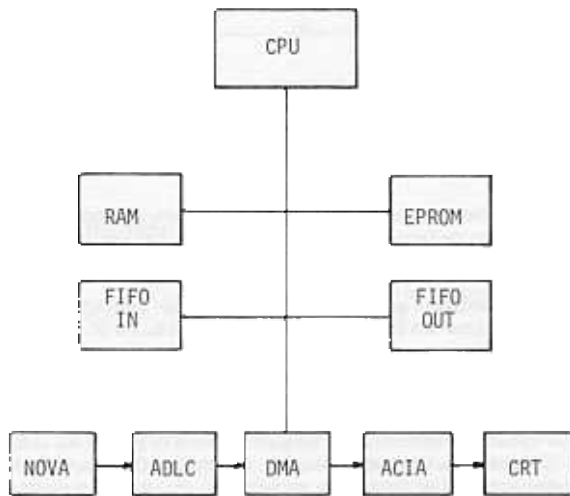 CPU
RAM
EPROM
FIFO
IN
FIFO
OUT
NOVA
ADLC
DMA
ACIA
CRT